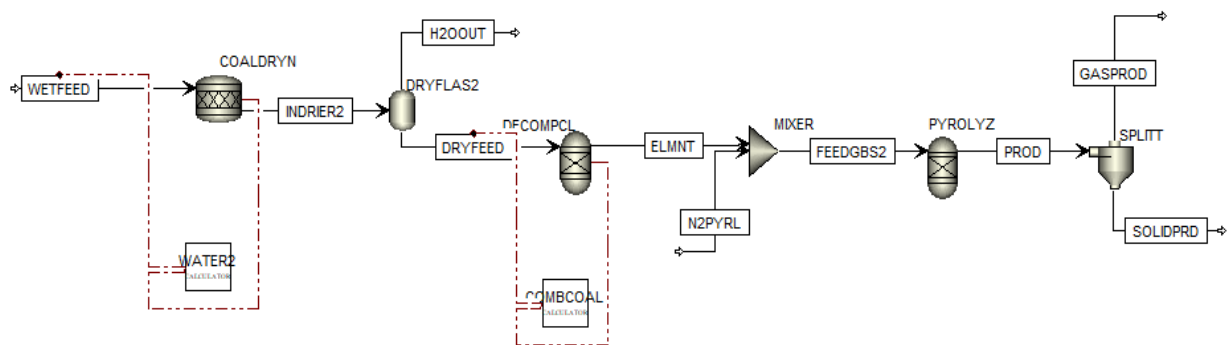 H2OOUT
COALDRYN
DRYFLAS2
GASPROD
WETFEED
INDRIER2
DECOMPCL
MIXER
PYROLYZ
SPLITT
DRYFEED
ELMNT
FEEDGBS2
PROD
N2PYRL
SOLIDPRD
WATER2
CALCULATOR
COMBCOAL
CALCULATOR